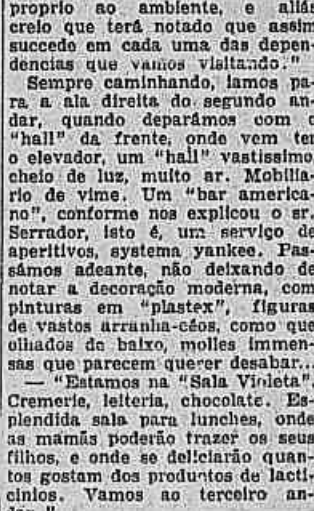 proprio ao ambiente, e aliás
creio que terá notado que assim
succede em cada uma das depen-
dencias que vamos visitando."
Sempre caminhando, iamos pa-
ra a ala direita do segundo an-
dar, quando deparámos com o
"hall" da frente, onde vem ter
o elevador, um "hall" vastissimo
cheio de luz, muito ar. Mobilia-
rio de vime. Um "bar america-
no", conforme nos explicou o sr.
Serrador, isto é, um serviço de
aperitivos, systema yankee. Pas-
sámos adeante, não deixando de
notar a decoração moderna, com
pinturas em "plastex", figuras
de vastos arranha-céos, como que
olhados de baixo, molles immen-
sas que parecem querer desabar...
— "Estamos na "Sala Violeta".
Cremerie, leiteria, chocolate. Es-
plendida sala para lunches, onde
as mamãs poderão trazer os seus
filhos, e onde se deliciarão quan-
tos gostam dos productos de lacti-
cinios. Vamos ao terceiro an-